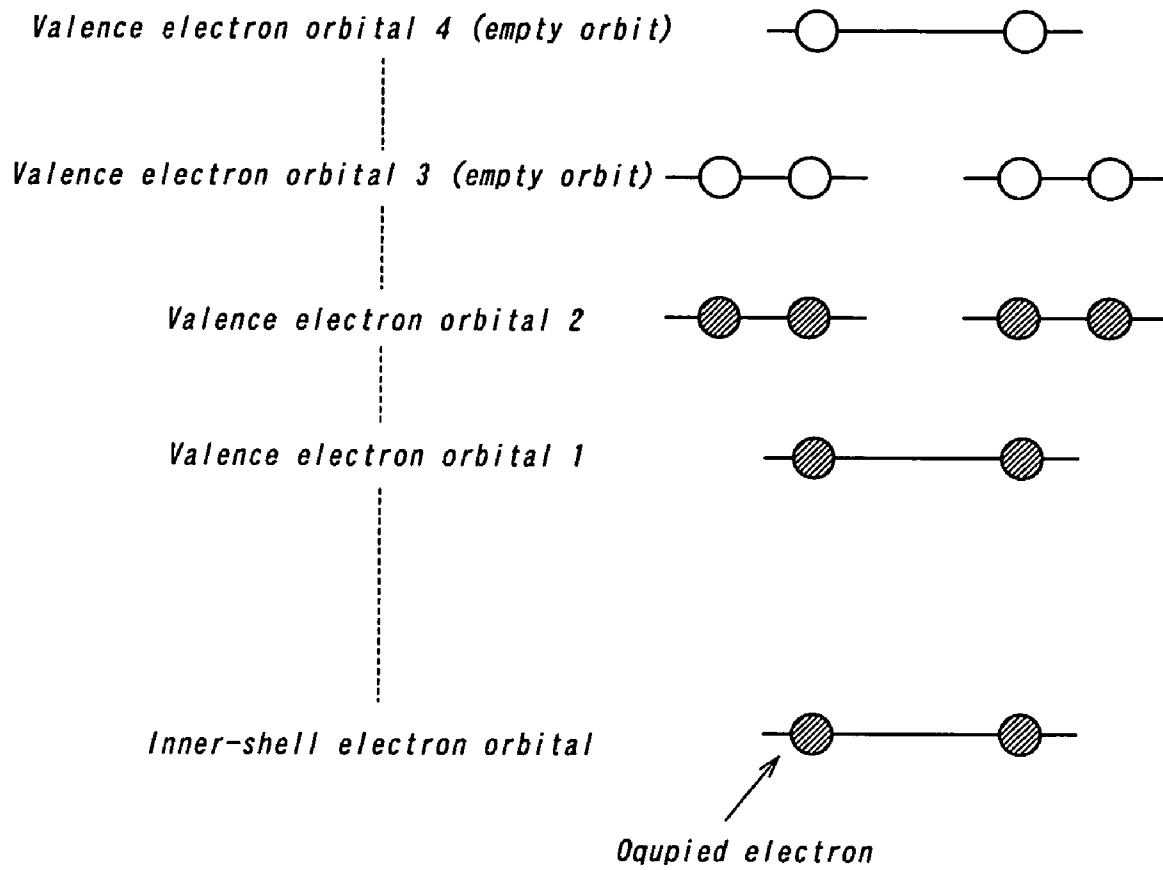 Valence electron orbital 4 (empty orbit)
Valence electron orbital 3 (empty orbit)
Valence electron orbital 2
Valence electron orbital 1
Inner-shell electron orbital
Oqupied electron